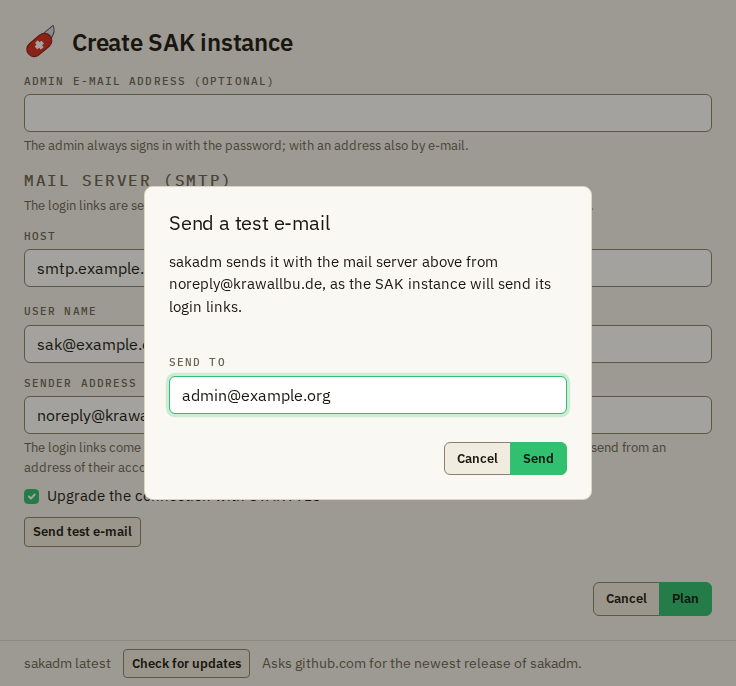 Create SAK instance
ADMIN E-MAIL ADDRESS (OPTIONAL)
The admin always signs in with the password; with an address also by e-mail.
MAIL SERVER (SMTP)
The login links are se
HOST
smtp.example.
USER NAME
sak@example.
SENDER ADDRESS
noreply@krawa
The login links come
send from an
address of their acco
Upgrade the
Send test e-mail
Send a test e-mail
sakadm sends it with the mail server above from
noreply@krawallbu.de, as the SAK instance will send its
login links.
SEND TO
admin@example.org
Cancel Send
Cancel Plan
sakadm latest Check for updates Asks github.com for the newest release of sakadm.